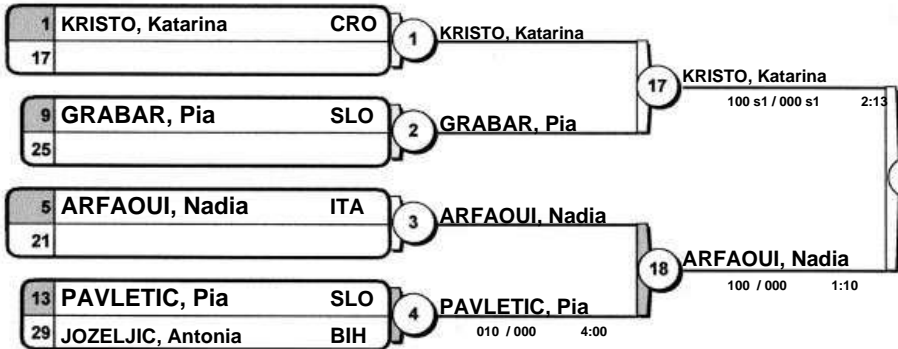 1 KRISTO, Katarina CRO
17
1
KRISTO, Katarina
9 GRABAR, Pia SLO
25
2
GRABAR, Pia
17
KRISTO, Katarina
100 s1 / 000 s1 2:13
5 ARFAOUI, Nadia ITA
21
3
ARFAOUI, Nadia
13 PAVLETIC, Pia SLO
29 JOZELJIC, Antonia BIH
4
PAVLETIC, Pia
010 / 000 4:00
18
ARFAOUI, Nadia
100 / 000 1:10